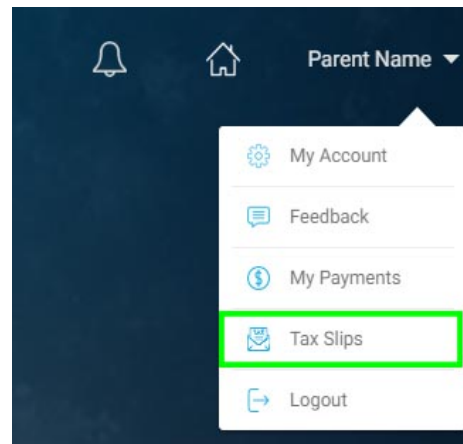 Parent Name
My Account
Feedback
My Payments
Tax Slips
Logout